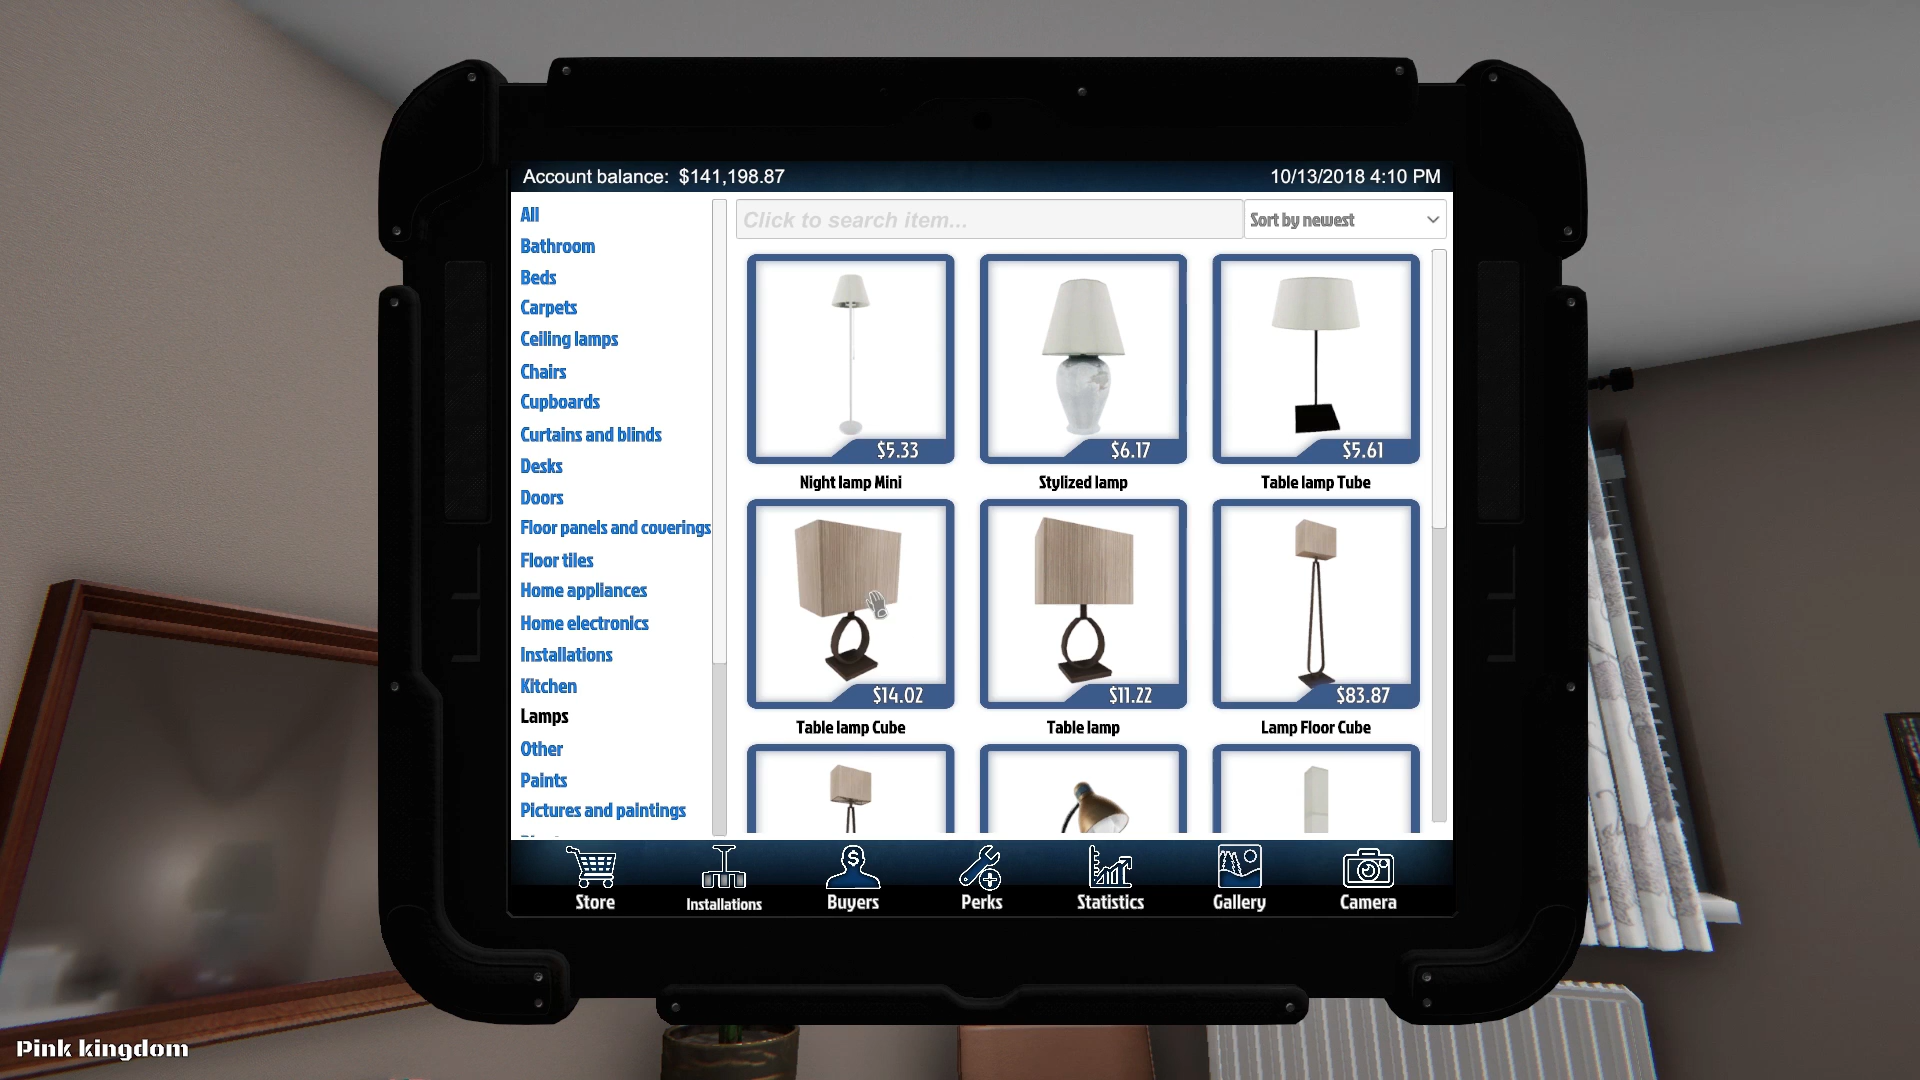 Account balance: $141,198.87
10/13/2018 4:10 PM
All
Bathroom
Beds
Carpets
Ceiling lamps
Chairs
Cupboards
Curtains and blinds
Desks
Doors
Floor panels and coverings
Floor tiles
Home appliances
Home electronics
Installations
Kitchen
Lamps
Other
Paints
Pictures and paintings
Click to search item...
Sort by newest
$5.33
$6.17
$5.61
Night lamp Mini
Stylized lamp
Table lamp Tube
$14.02
$11.22
$83.87
Table lamp Cube
Table lamp
Lamp Floor Cube
Store
Installations
Buyers
Perks
Statistics
Gallery
Camera
Pink kingdom